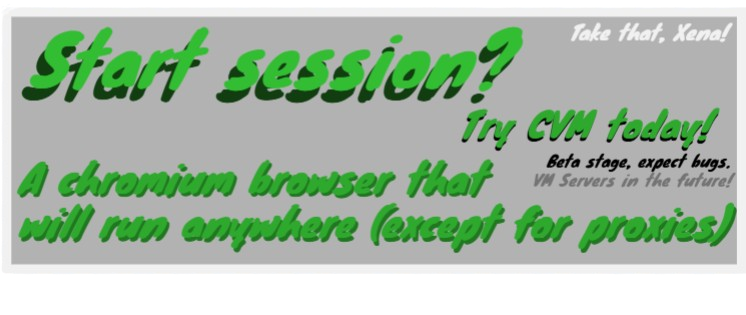 Take that, Xena!
Start session?
Try CVM today!
Beta stage, expect bugs.
VM Servers in the future!
A chromium browser that
will run anywhere (except for proxies)